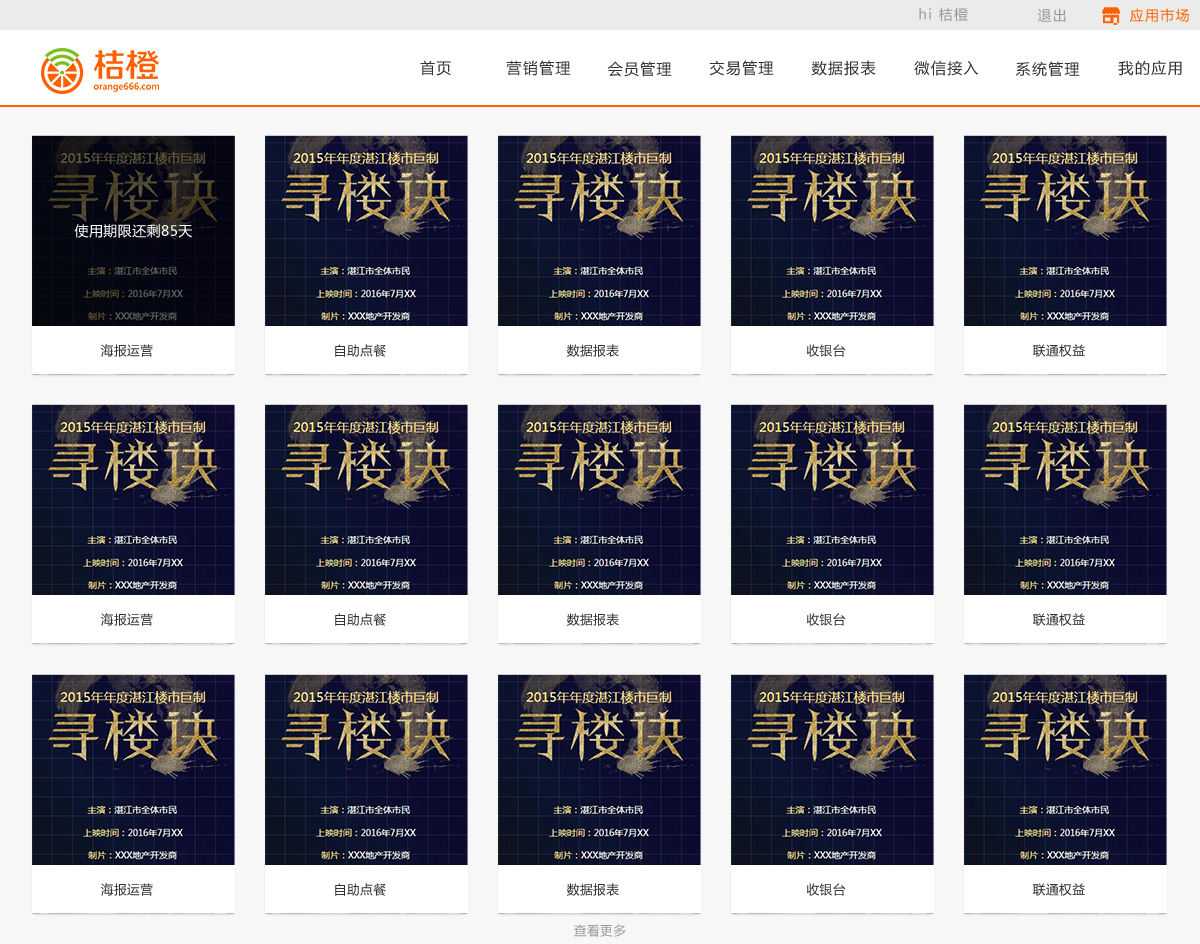 hi 桔橙 退出 应用市场
桔橙
orange666.com
首页 营销管理 会员管理 交易管理 数据报表 微信接入 系统管理 我的应用
2015年年度湛江楼市巨制
寻楼诀
使用期限还剩85天
主演：湛江市全体市民
上映时间：2016年7月XX
制片：XXX地产开发商
海报运营
2015年年度湛江楼市巨制
寻楼诀
主演：湛江市全体市民
上映时间：2016年7月XX
制片：XXX地产开发商
自助点餐
2015年年度湛江楼市巨制
寻楼诀
主演：湛江市全体市民
上映时间：2016年7月XX
制片：XXX地产开发商
数据报表
2015年年度湛江楼市巨制
寻楼诀
主演：湛江市全体市民
上映时间：2016年7月XX
制片：XXX地产开发商
收银台
2015年年度湛江楼市巨制
寻楼诀
主演：湛江市全体市民
上映时间：2016年7月XX
制片：XXX地产开发商
联通权益
2015年年度湛江楼市巨制
寻楼诀
主演：湛江市全体市民
上映时间：2016年7月XX
制片：XXX地产开发商
海报运营
2015年年度湛江楼市巨制
寻楼诀
主演：湛江市全体市民
上映时间：2016年7月XX
制片：XXX地产开发商
自助点餐
2015年年度湛江楼市巨制
寻楼诀
主演：湛江市全体市民
上映时间：2016年7月XX
制片：XXX地产开发商
数据报表
2015年年度湛江楼市巨制
寻楼诀
主演：湛江市全体市民
上映时间：2016年7月XX
制片：XXX地产开发商
收银台
2015年年度湛江楼市巨制
寻楼诀
主演：湛江市全体市民
上映时间：2016年7月XX
制片：XXX地产开发商
联通权益
2015年年度湛江楼市巨制
寻楼诀
主演：湛江市全体市民
上映时间：2016年7月XX
制片：XXX地产开发商
海报运营
2015年年度湛江楼市巨制
寻楼诀
主演：湛江市全体市民
上映时间：2016年7月XX
制片：XXX地产开发商
自助点餐
2015年年度湛江楼市巨制
寻楼诀
主演：湛江市全体市民
上映时间：2016年7月XX
制片：XXX地产开发商
数据报表
2015年年度湛江楼市巨制
寻楼诀
主演：湛江市全体市民
上映时间：2016年7月XX
制片：XXX地产开发商
收银台
2015年年度湛江楼市巨制
寻楼诀
主演：湛江市全体市民
上映时间：2016年7月XX
制片：XXX地产开发商
联通权益
查看更多